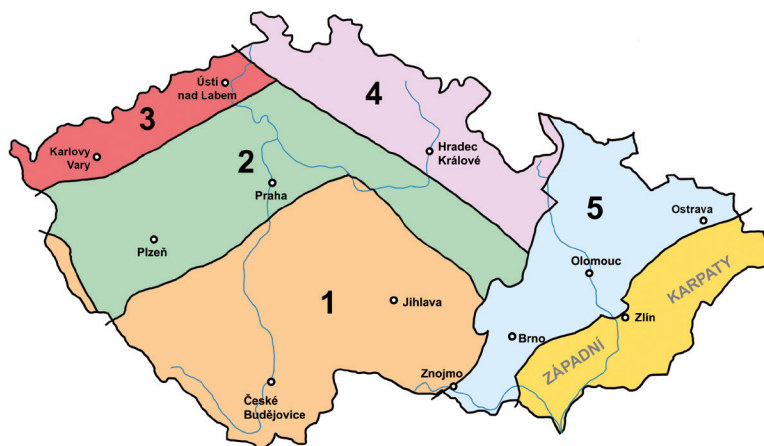 Ústí
nad Labem
4
3
Karlovy
Vary
Hradec
Králové
2
Praha
5
Ostrava
Plzeň
Olomouc
KARPATY
1
Jihlava
Zlín
Brno
ZÁPADNÍ
Znojmo
České
Budějovice